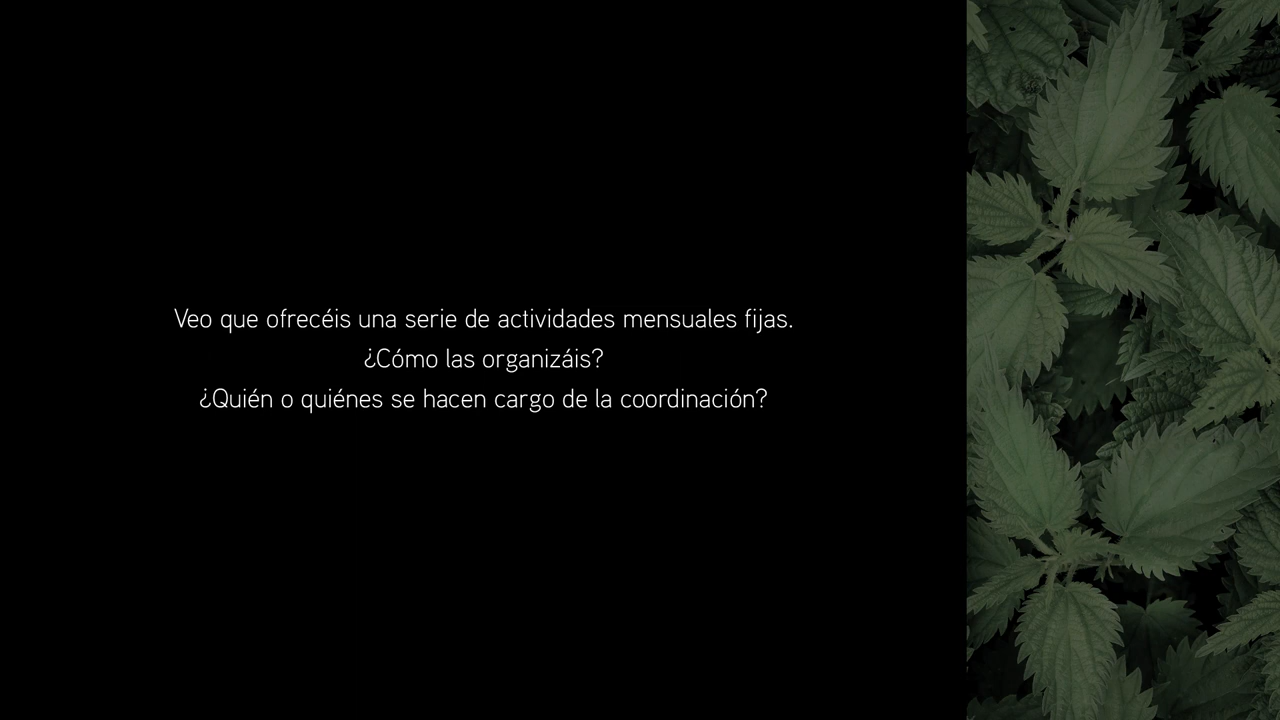 Veo que ofrecéis una serie de actividades mensuales fijas.
¿Cómo las organizáis?
¿Quién o quiénes se hacen cargo de la coordinación?